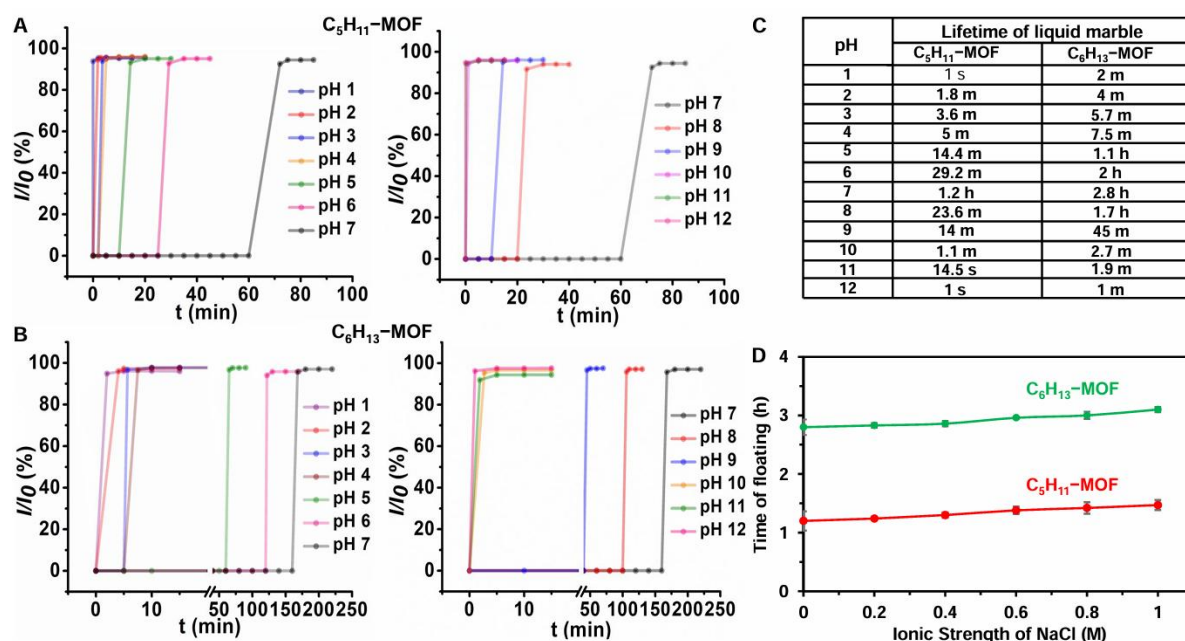 A
C₅H₁₁−MOF
I/I0 (%)
100
80
60
40
20
0
pH 1
pH 2
pH 3
pH 4
pH 5
pH 6
pH 7
0 20 40 60 80 100
t (min)
I/I0 (%)
100
80
60
40
20
0
pH 7
pH 8
pH 9
pH 10
pH 11
pH 12
0 20 40 60 80 100
t (min)
B
C₆H₁₃−MOF
I/I0 (%)
100
80
60
40
20
0
pH 1
pH 2
pH 3
pH 4
pH 5
pH 6
pH 7
0 10 50 100 150 200 250
t (min)
I/I0 (%)
100
80
60
40
20
0
pH 7
pH 8
pH 9
pH 10
pH 11
pH 12
0 10 50 100 150 200 250
t (min)
C
pH Lifetime of liquid marble
C₅H₁₁−MOF C₆H₁₃−MOF
1 1 s 2 m
2 1.8 m 4 m
3 3.6 m 5.7 m
4 5 m 7.5 m
5 14.4 m 1.1 h
6 29.2 m 2 h
7 1.2 h 2.8 h
8 23.6 m 1.7 h
9 14 m 45 m
10 1.1 m 2.7 m
11 14.5 s 1.9 m
12 1 s 1 m
D
Time of floating (h)
4
3
2
1
0
C₆H₁₃−MOF
C₅H₁₁−MOF
0 0.2 0.4 0.6 0.8 1
Ionic Strength of NaCl (M)